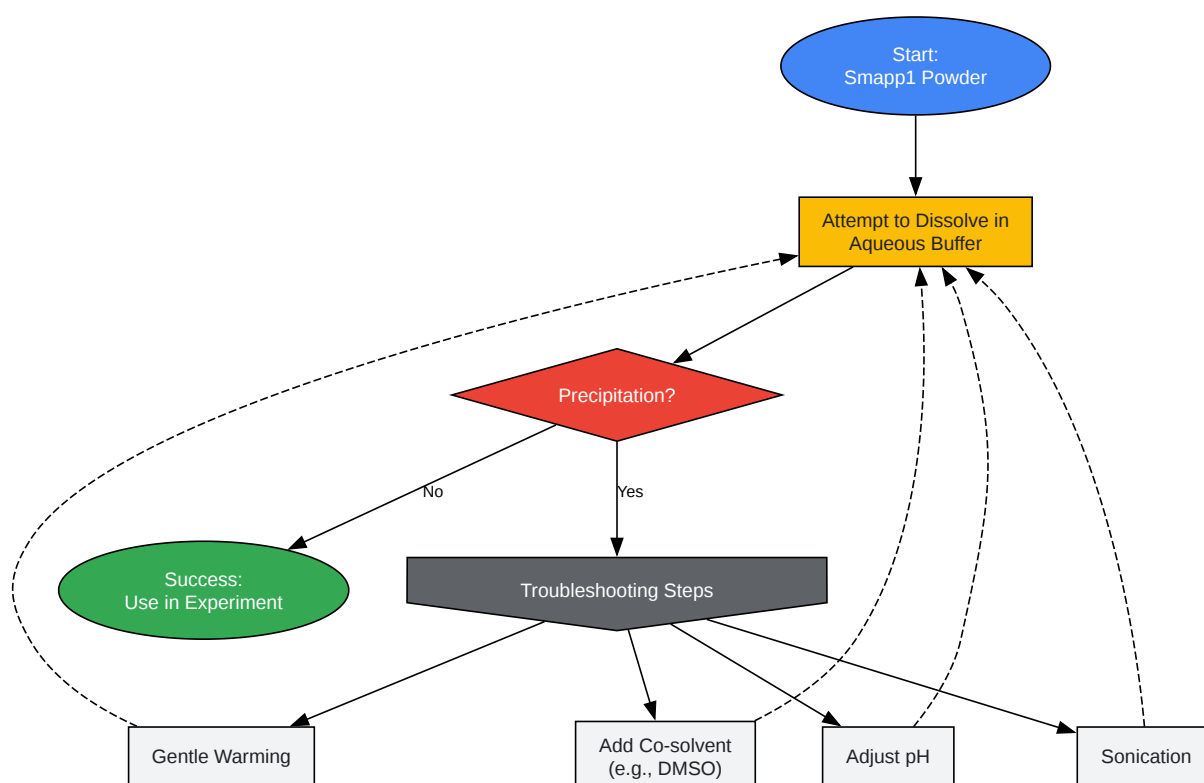 Start:
Smapp1 Powder
Attempt to Dissolve in
Aqueous Buffer
Precipitation?
No
Yes
Success:
Use in Experiment
Troubleshooting Steps
Gentle Warming
Add Co-solvent
(e.g., DMSO)
Adjust pH
Sonication